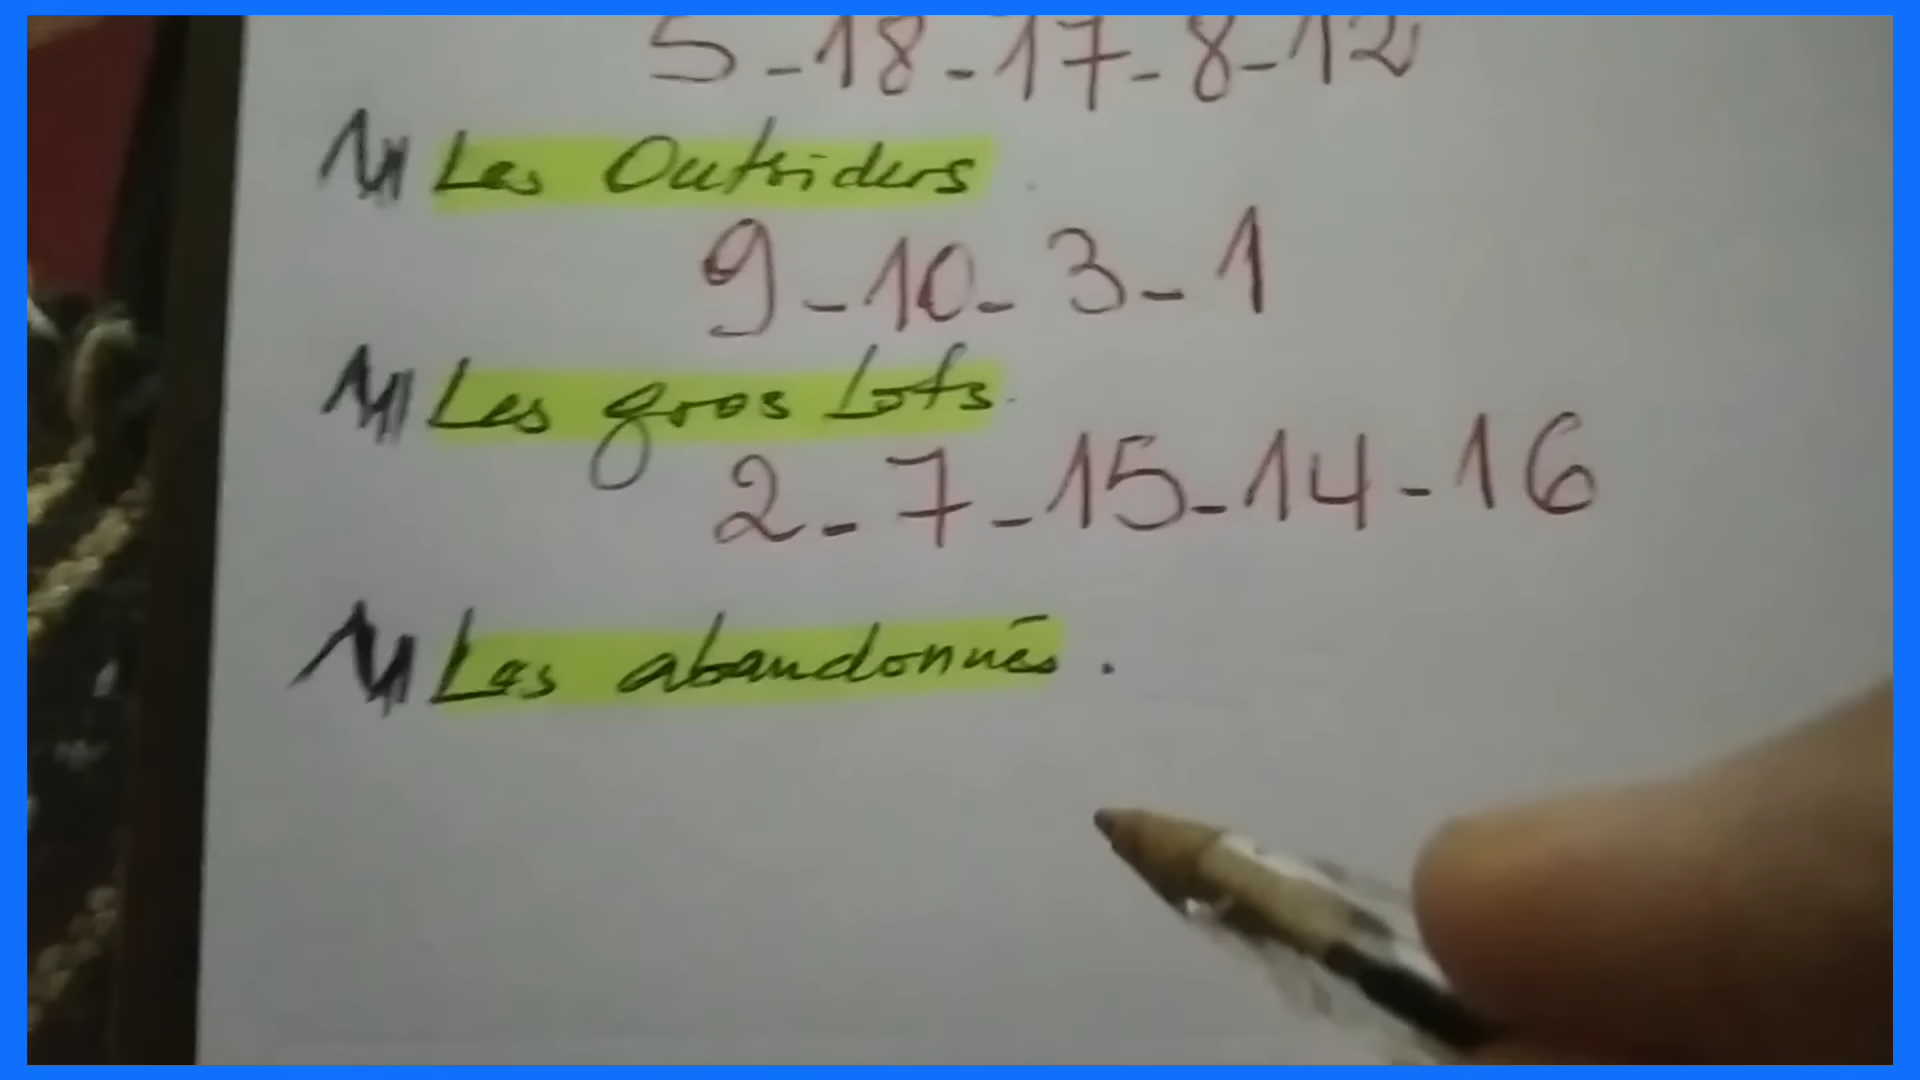 5-18-17-8-12
Les Outsiders
9-10-3-1
Les gros Lots
2-7-15-14-16
Les abandonnés.